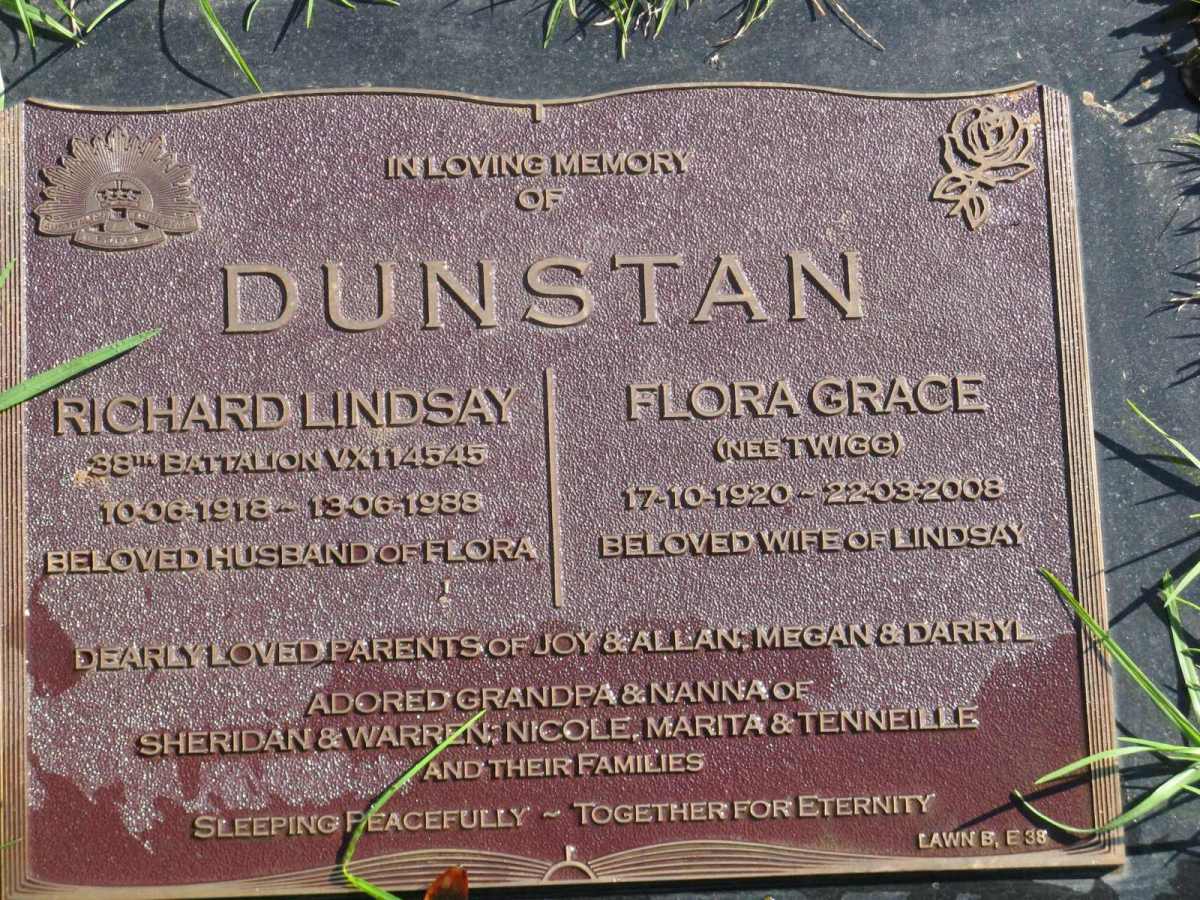 IN LOVING MEMORY
OF
DUNSTAN
RICHARD LINDSAY
38TH BATTALION VX114545
10-06-1918 ~ 13-06-1988
BELOVED HUSBAND OF FLORA
FLORA GRACE
(NEE TWIGG)
17-10-1920 ~ 22-03-2008
BELOVED WIFE OF LINDSAY
DEARLY LOVED PARENTS OF JOY & ALLAN; MEGAN & DARRYL
ADORED GRANDPA & NANNA OF
SHERIDAN & WARREN; NICOLE, MARITA & TENNEILLE
AND THEIR FAMILIES
SLEEPING PEACEFULLY ~ TOGETHER FOR ETERNITY
LAWN B, E 38